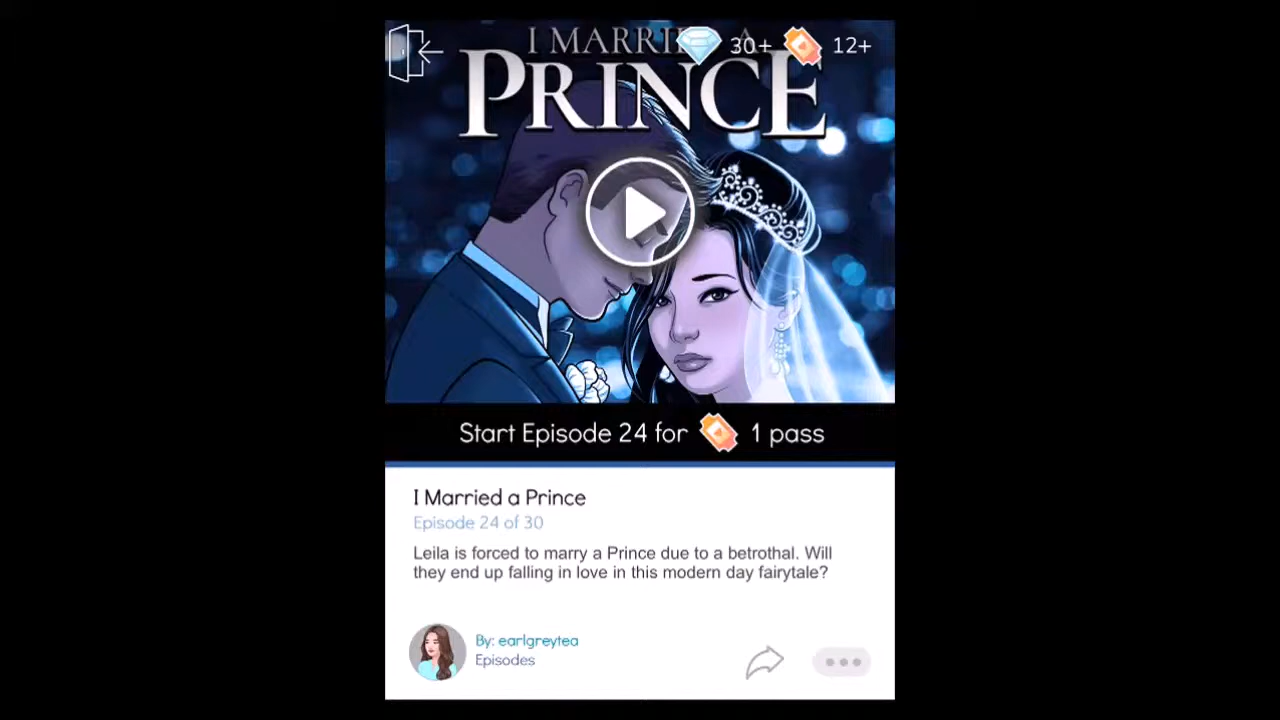 I MARRIED A
30+
12+
PRINCE
Start Episode 24 for 1 pass
I Married a Prince
Episode 24 of 30
Leila is forced to marry a Prince due to a betrothal. Will
they end up falling in love in this modern day fairytale?
By: earlgreytea
Episodes